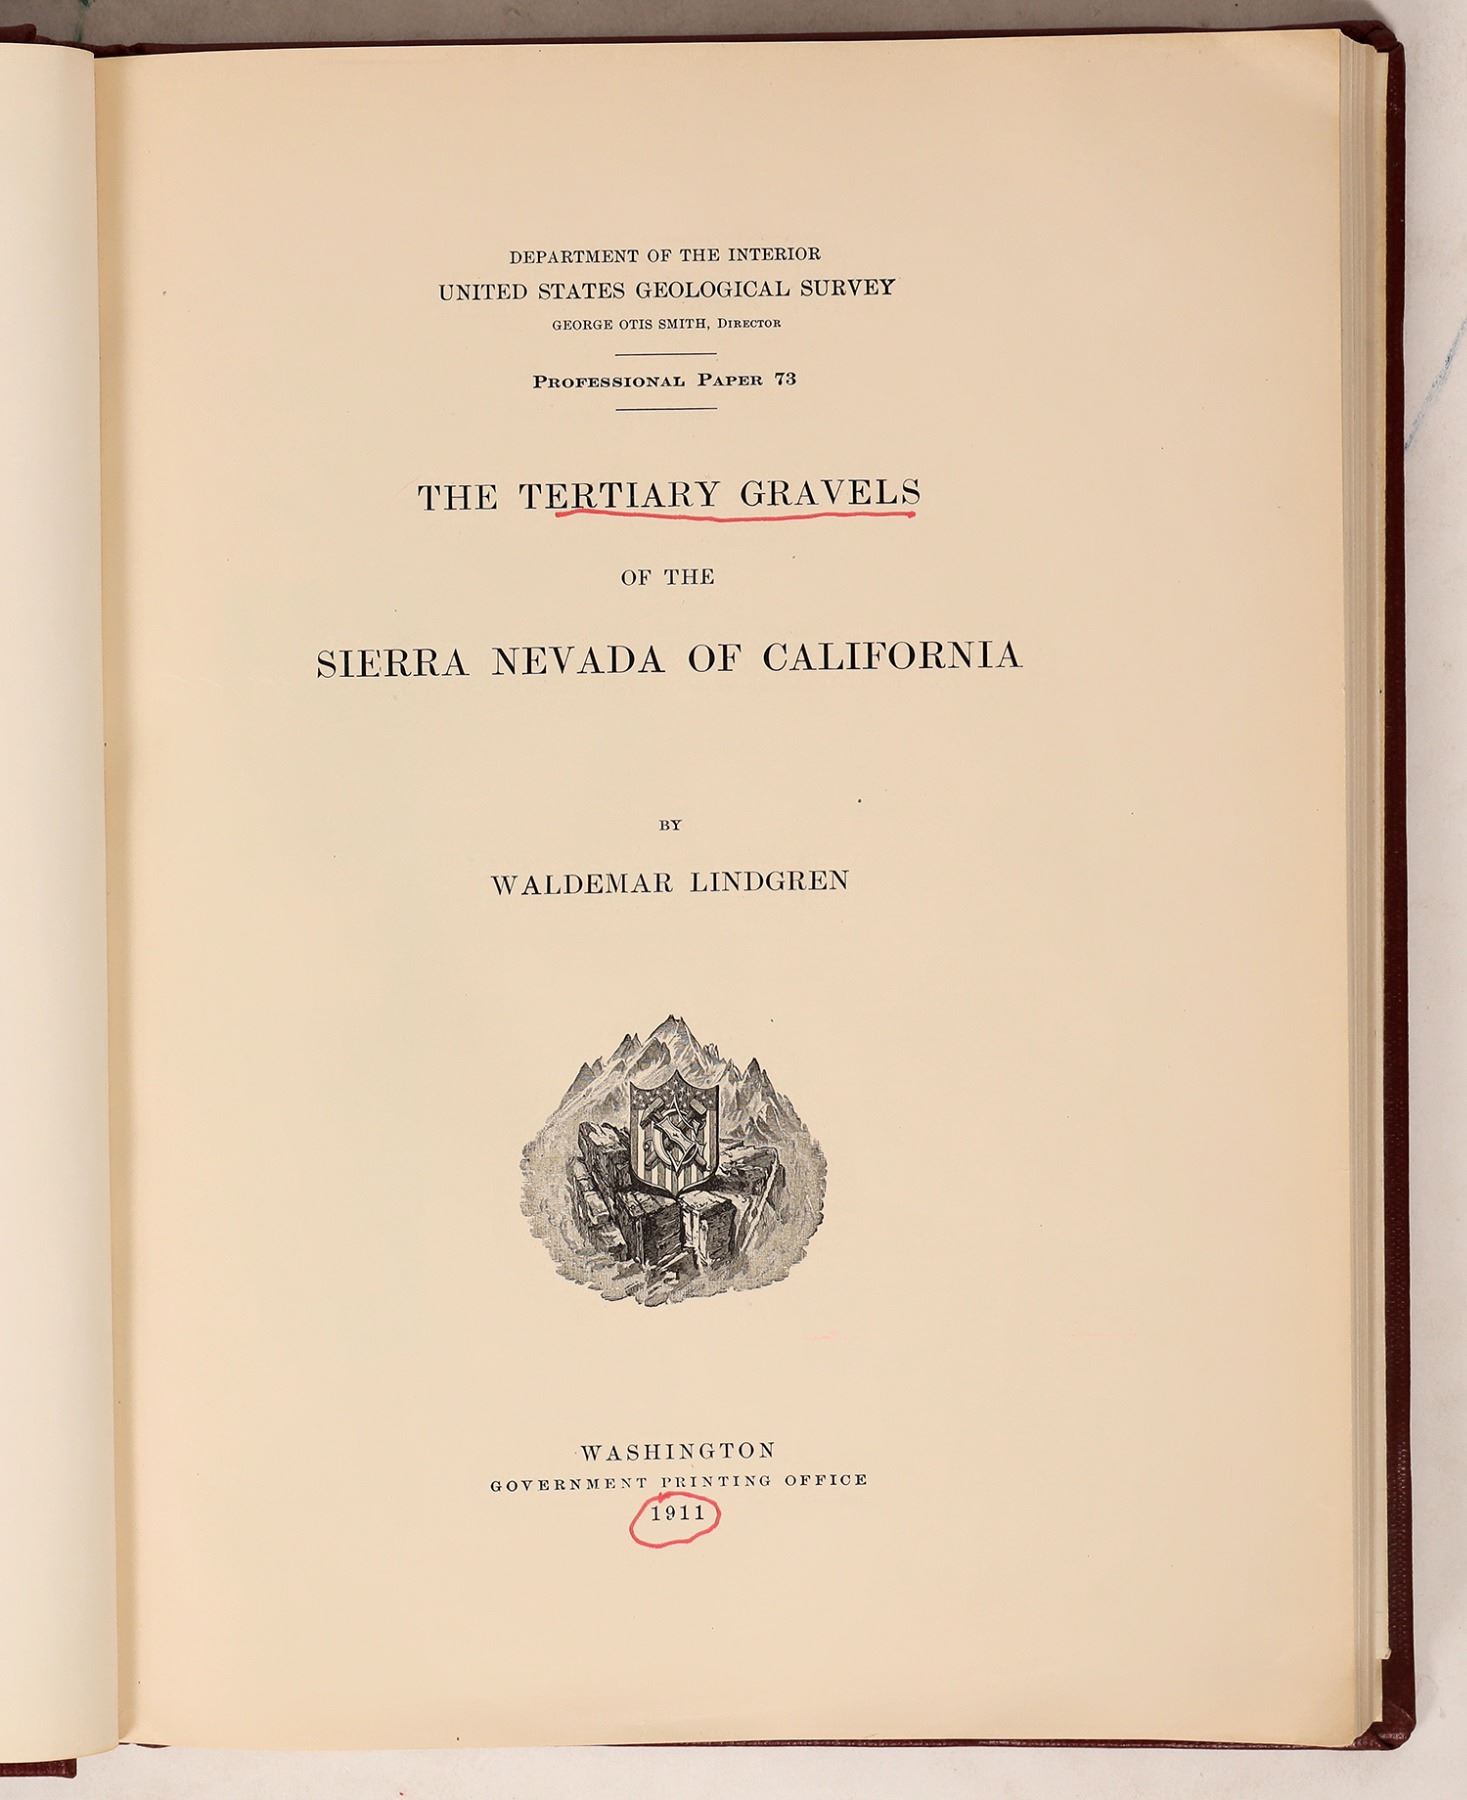 DEPARTMENT OF THE INTERIOR
UNITED STATES GEOLOGICAL SURVEY
GEORGE OTIS SMITH, DIRECTOR
PROFESSIONAL PAPER 73
THE TERTIARY GRAVELS
OF THE
SIERRA NEVADA OF CALIFORNIA
BY
WALDEMAR LINDGREN
WASHINGTON
GOVERNMENT PRINTING OFFICE
1911